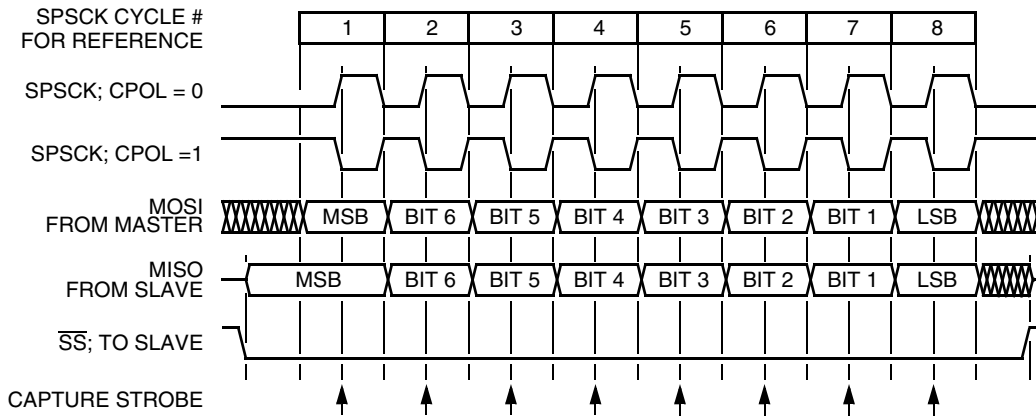 SPSCK CYCLE #
FOR REFERENCE
1 2 3 4 5 6 7 8
SPSCK; CPOL = 0
SPSCK; CPOL =1
MOSI
FROM MASTER
MSB BIT 6 BIT 5 BIT 4 BIT 3 BIT 2 BIT 1 LSB
MISO
FROM SLAVE
MSB BIT 6 BIT 5 BIT 4 BIT 3 BIT 2 BIT 1 LSB
SS; TO SLAVE
CAPTURE STROBE